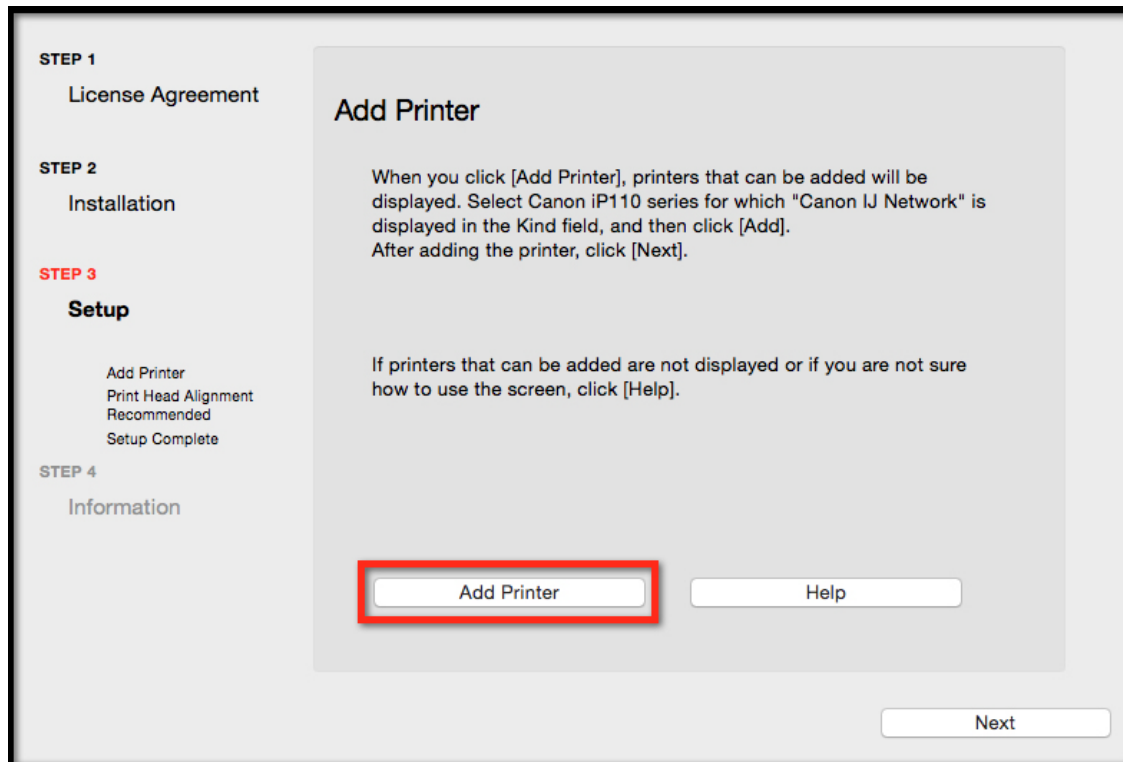 STEP 1
License Agreement
STEP 2
Installation
STEP 3
Setup
Add Printer
Print Head Alignment
Recommended
Setup Complete
STEP 4
Information
Add Printer
When you click [Add Printer], printers that can be added will be
displayed. Select Canon iP110 series for which "Canon IJ Network" is
displayed in the Kind field, and then click [Add].
After adding the printer, click [Next].
If printers that can be added are not displayed or if you are not sure
how to use the screen, click [Help].
Add Printer
Help
Next